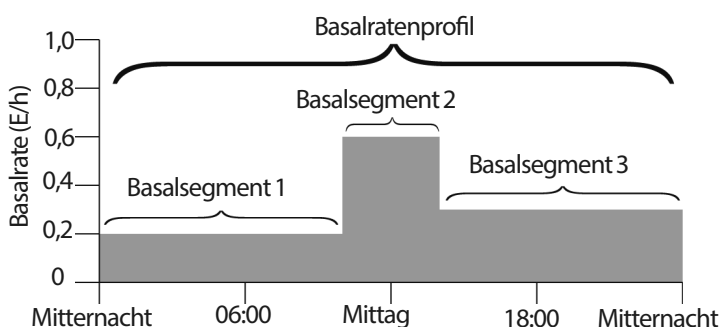 Basalratenprofil
1,0
0,8
Basalsegment 2
0,6
Basalsegment 3
0,4
Basalsegment 1
0,2
0
Basalrate (E/h)
Mitternacht
06:00
Mittag
18:00
Mitternacht